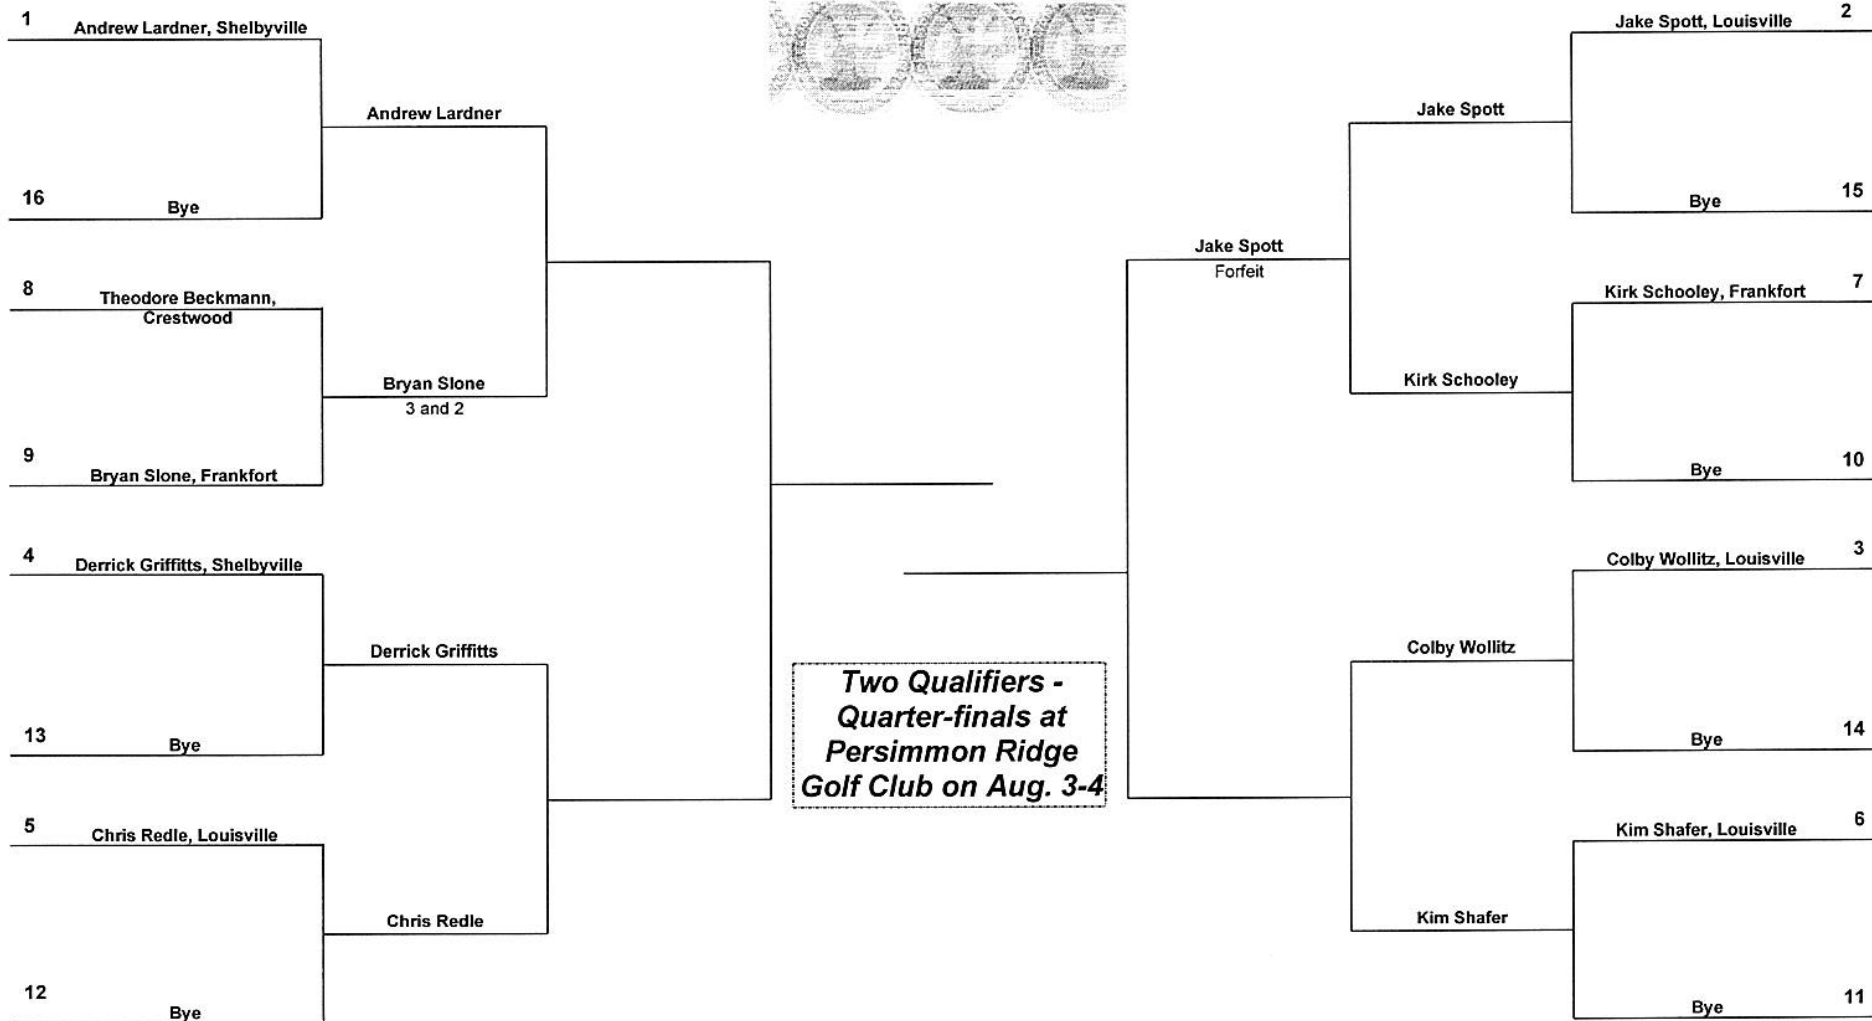 1
Andrew Lardner, Shelbyville
Andrew Lardner
16
Bye
8
Theodore Beckmann,
Crestwood
Bryan Slone
3 and 2
9
Bryan Slone, Frankfort
4
Derrick Griffitts, Shelbyville
Derrick Griffitts
13
Bye
5
Chris Redle, Louisville
Chris Redle
12
Bye
Two Qualifiers -
Quarter-finals at
Persimmon Ridge
Golf Club on Aug. 3-4
Jake Spott, Louisville 2
Jake Spott
Bye 15
Jake Spott
Forfeit
Kirk Schooley, Frankfort 7
Kirk Schooley
Bye 10
Colby Wollitz, Louisville 3
Colby Wollitz
Bye 14
Kim Shafer, Louisville 6
Kim Shafer
Bye 11